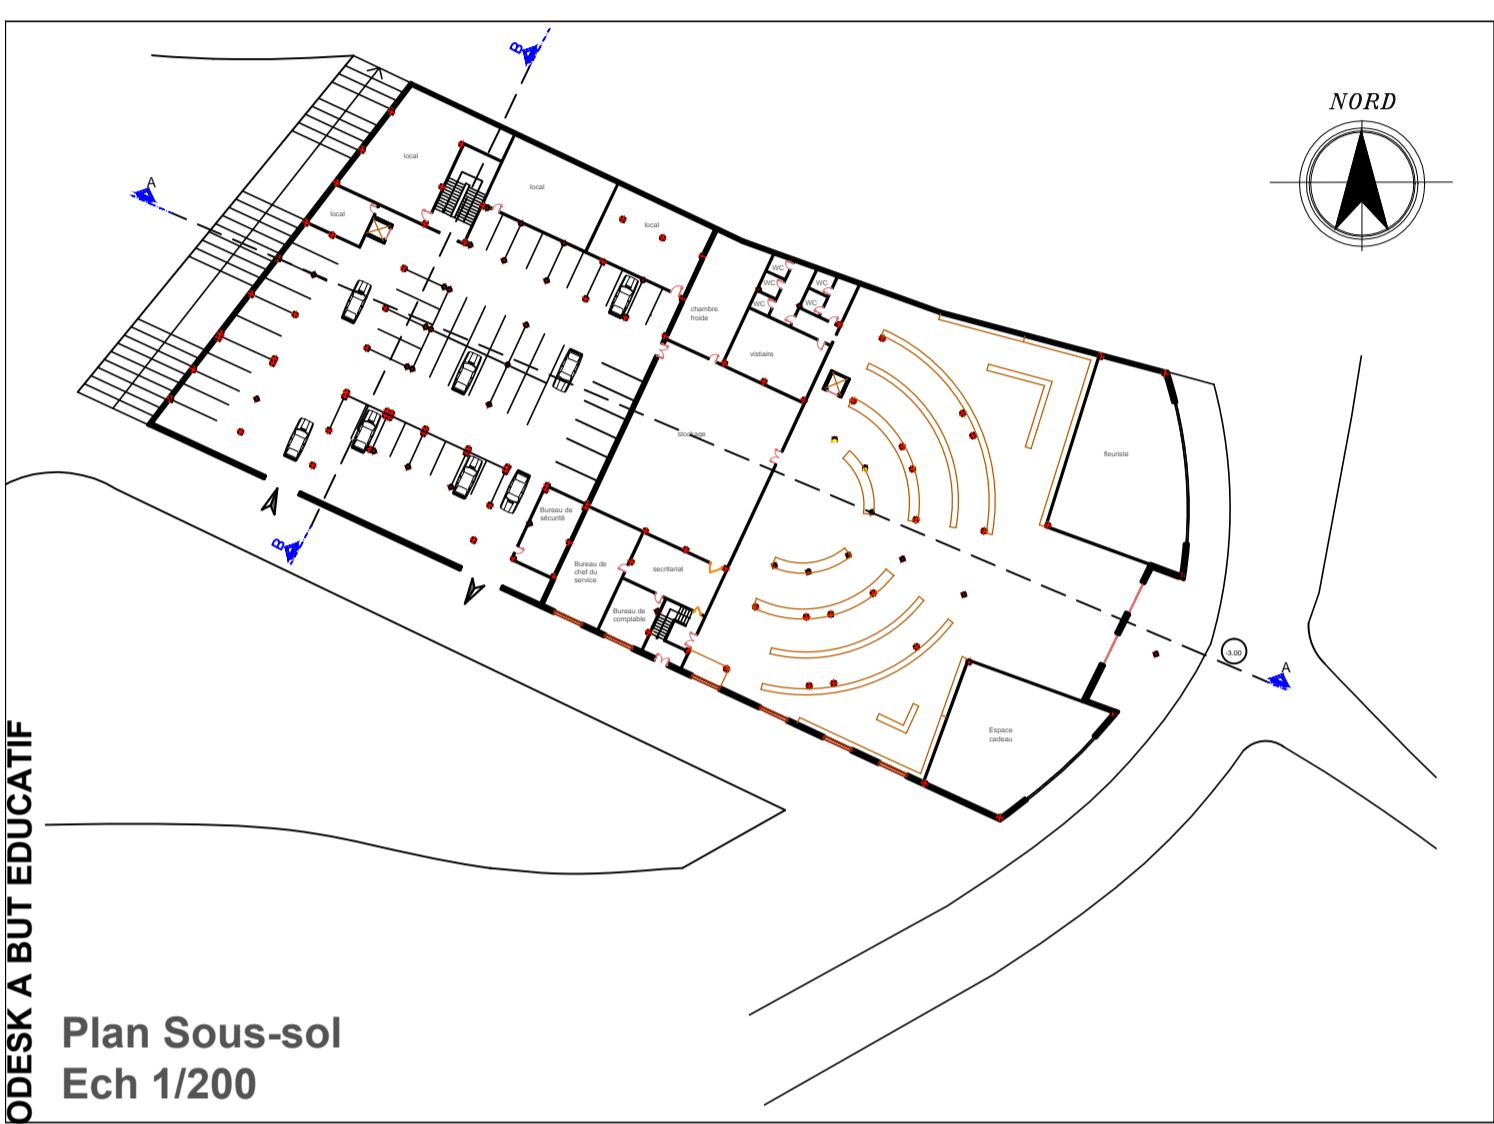 B
NORD
A
local
local
local
local
WC
WC
WC
WC
WC
chambre
froide
vistiaire
stockage
fleuriste
Bureau de
sécurité
B
Bureau de
chef du
service
secritariat
Bureau de
comptable
-3.00
A
Espace
cadeau
ODESK A BUT EDUCATIF
Plan Sous-sol
Ech 1/200